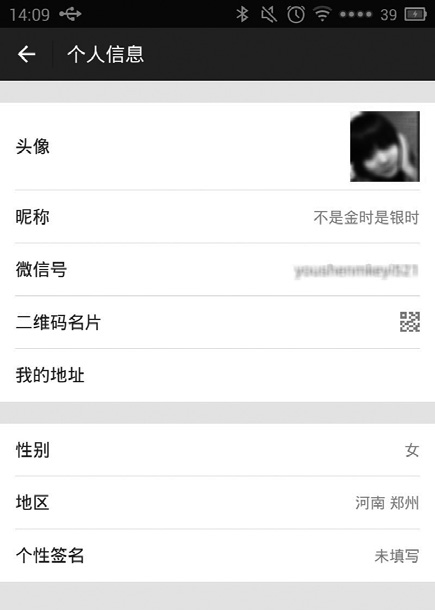 14:09
39
个人信息
头像
昵称
不是金时是银时
微信号
二维码名片
我的地址
性别
女
地区
河南 郑州
个性签名
未填写